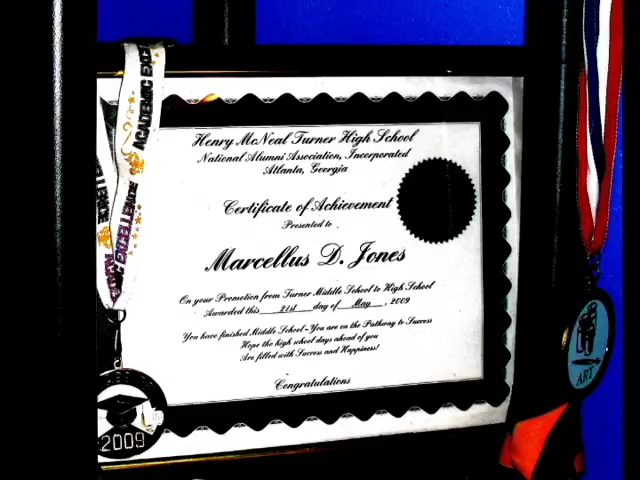 Henry McNeal Turner High School
National Alumni Association, Incorporated
Atlanta, Georgia
Certificate of Achievement
Presented to
Marcellus D. Jones
On your Promotion from Turner Middle School to High School
Awarded this 21st day of May, 2009
You have finished Middle School-You are on the Pathway to Success
Hope the high school days ahead of you
Are filled with Success and Happiness!
Congratulations
ACADEMIC EXCE
IC EXCELLENCE
2009
ART